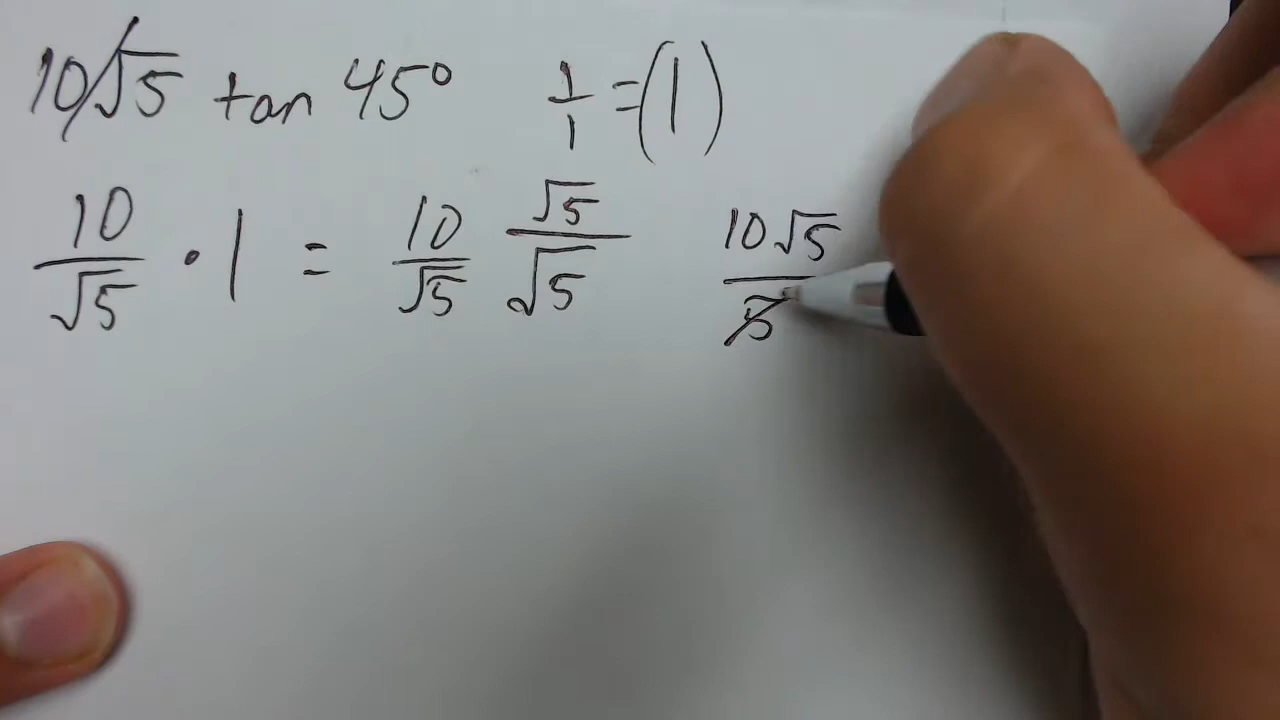 10/√5 tan 45° 1/1 = (1)
10/√5 · 1 = 10/√5 √5/√5 10√5/5